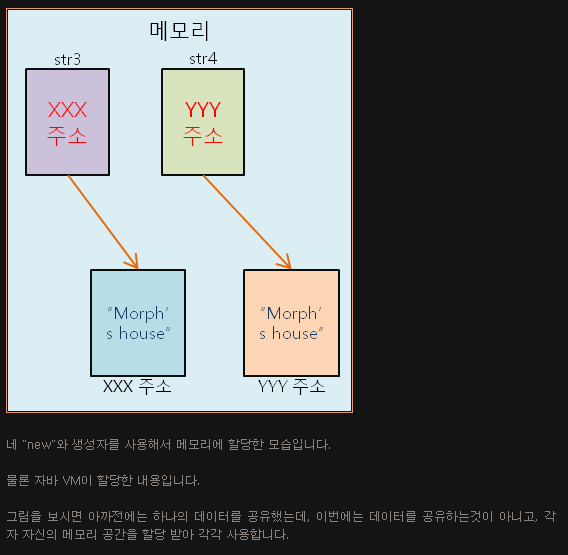 메모리
str3 str4
XXX YYY
주소 주소
"Morph' "Morph'
s house" s house"
XXX 주소 YYY 주소
네 "new"와 생성자를 사용해서 메모리에 할당한 모습입니다.
물론 자바 VM이 할당한 내용입니다.
그림을 보시면 아까전에는 하나의 데이터를 공유했는데, 이번에는 데이터를 공유하는것이 아니고, 각
자 자신의 메모리 공간을 할당 받아 각각 사용합니다.